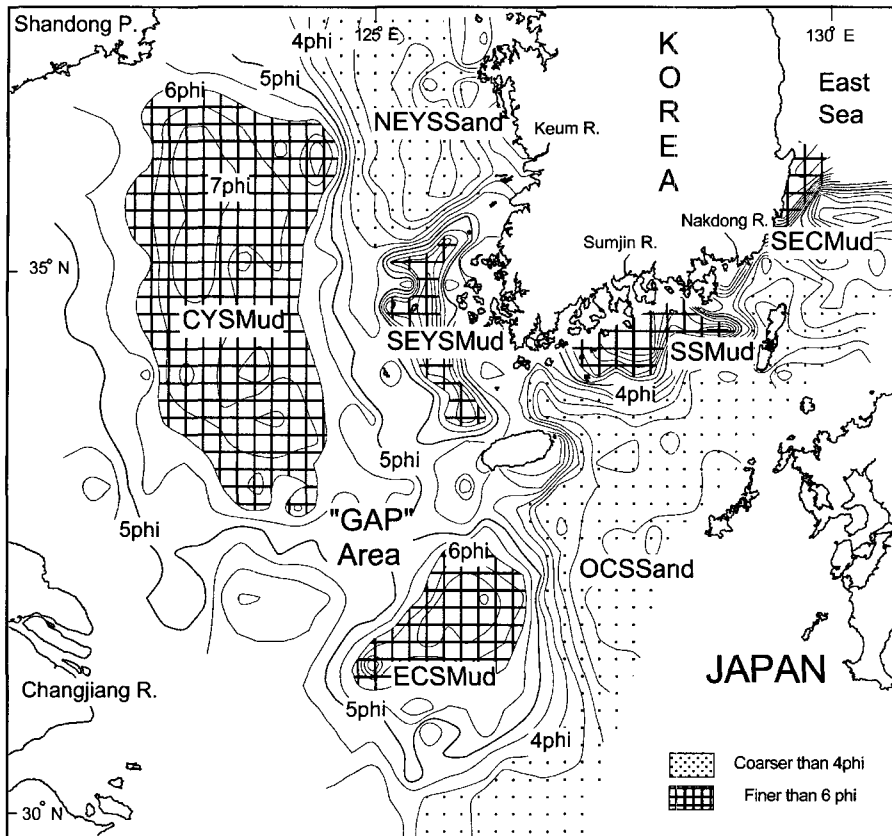 Shandong P.
125° E
130° E
4phi
5phi
6phi
KOREA
East
Sea
NEYSSand
Keum R.
7phi
Nakdong R.
Sumjin R.
SECMud
35° N
CYSMud
SEYSMud
SSMud
4phi
5phi
5phi
"GAP"
Area
6phi
OCSSand
ECSMud
JAPAN
Changjiang R.
5phi
4phi
Coarser than 4phi
Finer than 6 phi
30° N